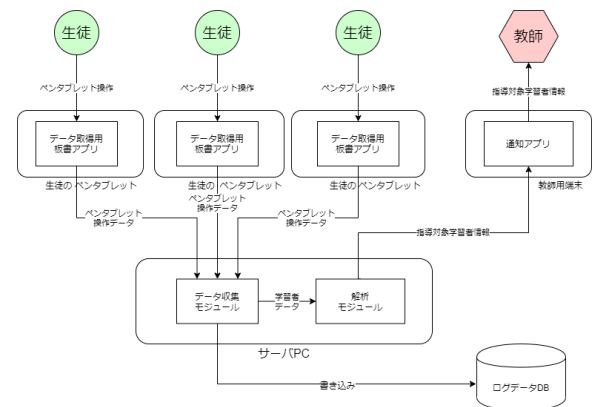 生徒
生徒
生徒
教師
ペンタブレット操作
ペンタブレット操作
ペンタブレット操作
指導対象学習者情報
データ取得用
板書アプリ
データ取得用
板書アプリ
データ取得用
板書アプリ
通知アプリ
生徒の ペンタブレット
生徒の ペンタブレット
生徒の ペンタブレット
教師用端末
ペンタブレット
操作データ
ペンタブレット
操作データ
ペンタブレット
操作データ
指導対象学習者情報
データ収集
モジュール
学習者
データ
解析
モジュール
サーバPC
書き込み
ログデータDB